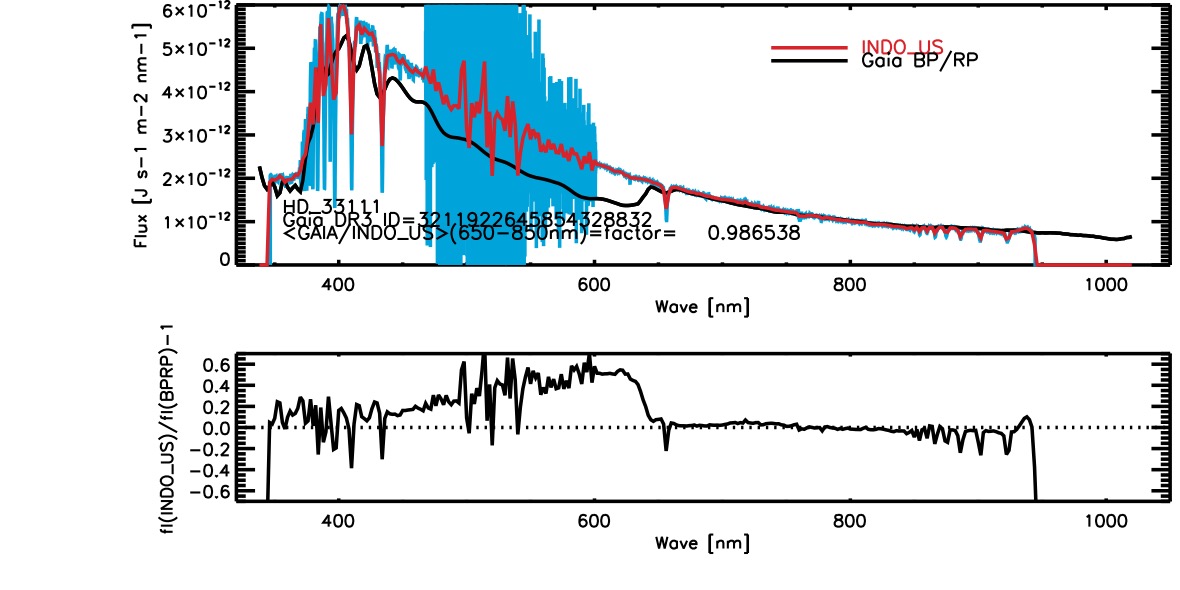 6×10⁻¹²
5×10⁻¹²
4×10⁻¹²
3×10⁻¹²
2×10⁻¹²
1×10⁻¹²
0
Flux [J s−1 m−2 nm−1]
INDO_US
Gaia BP/RP
HD_33111
Gaia DR3 ID=3211922645854328832
<GAIA/INDO_US>(650−850nm)=factor= 0.986538
400 600 800 1000
Wave [nm]
0.6
0.4
0.2
0.0
−0.2
−0.4
−0.6
fl(INDO_US)/fl(BPRP)−1
400 600 800 1000
Wave [nm]